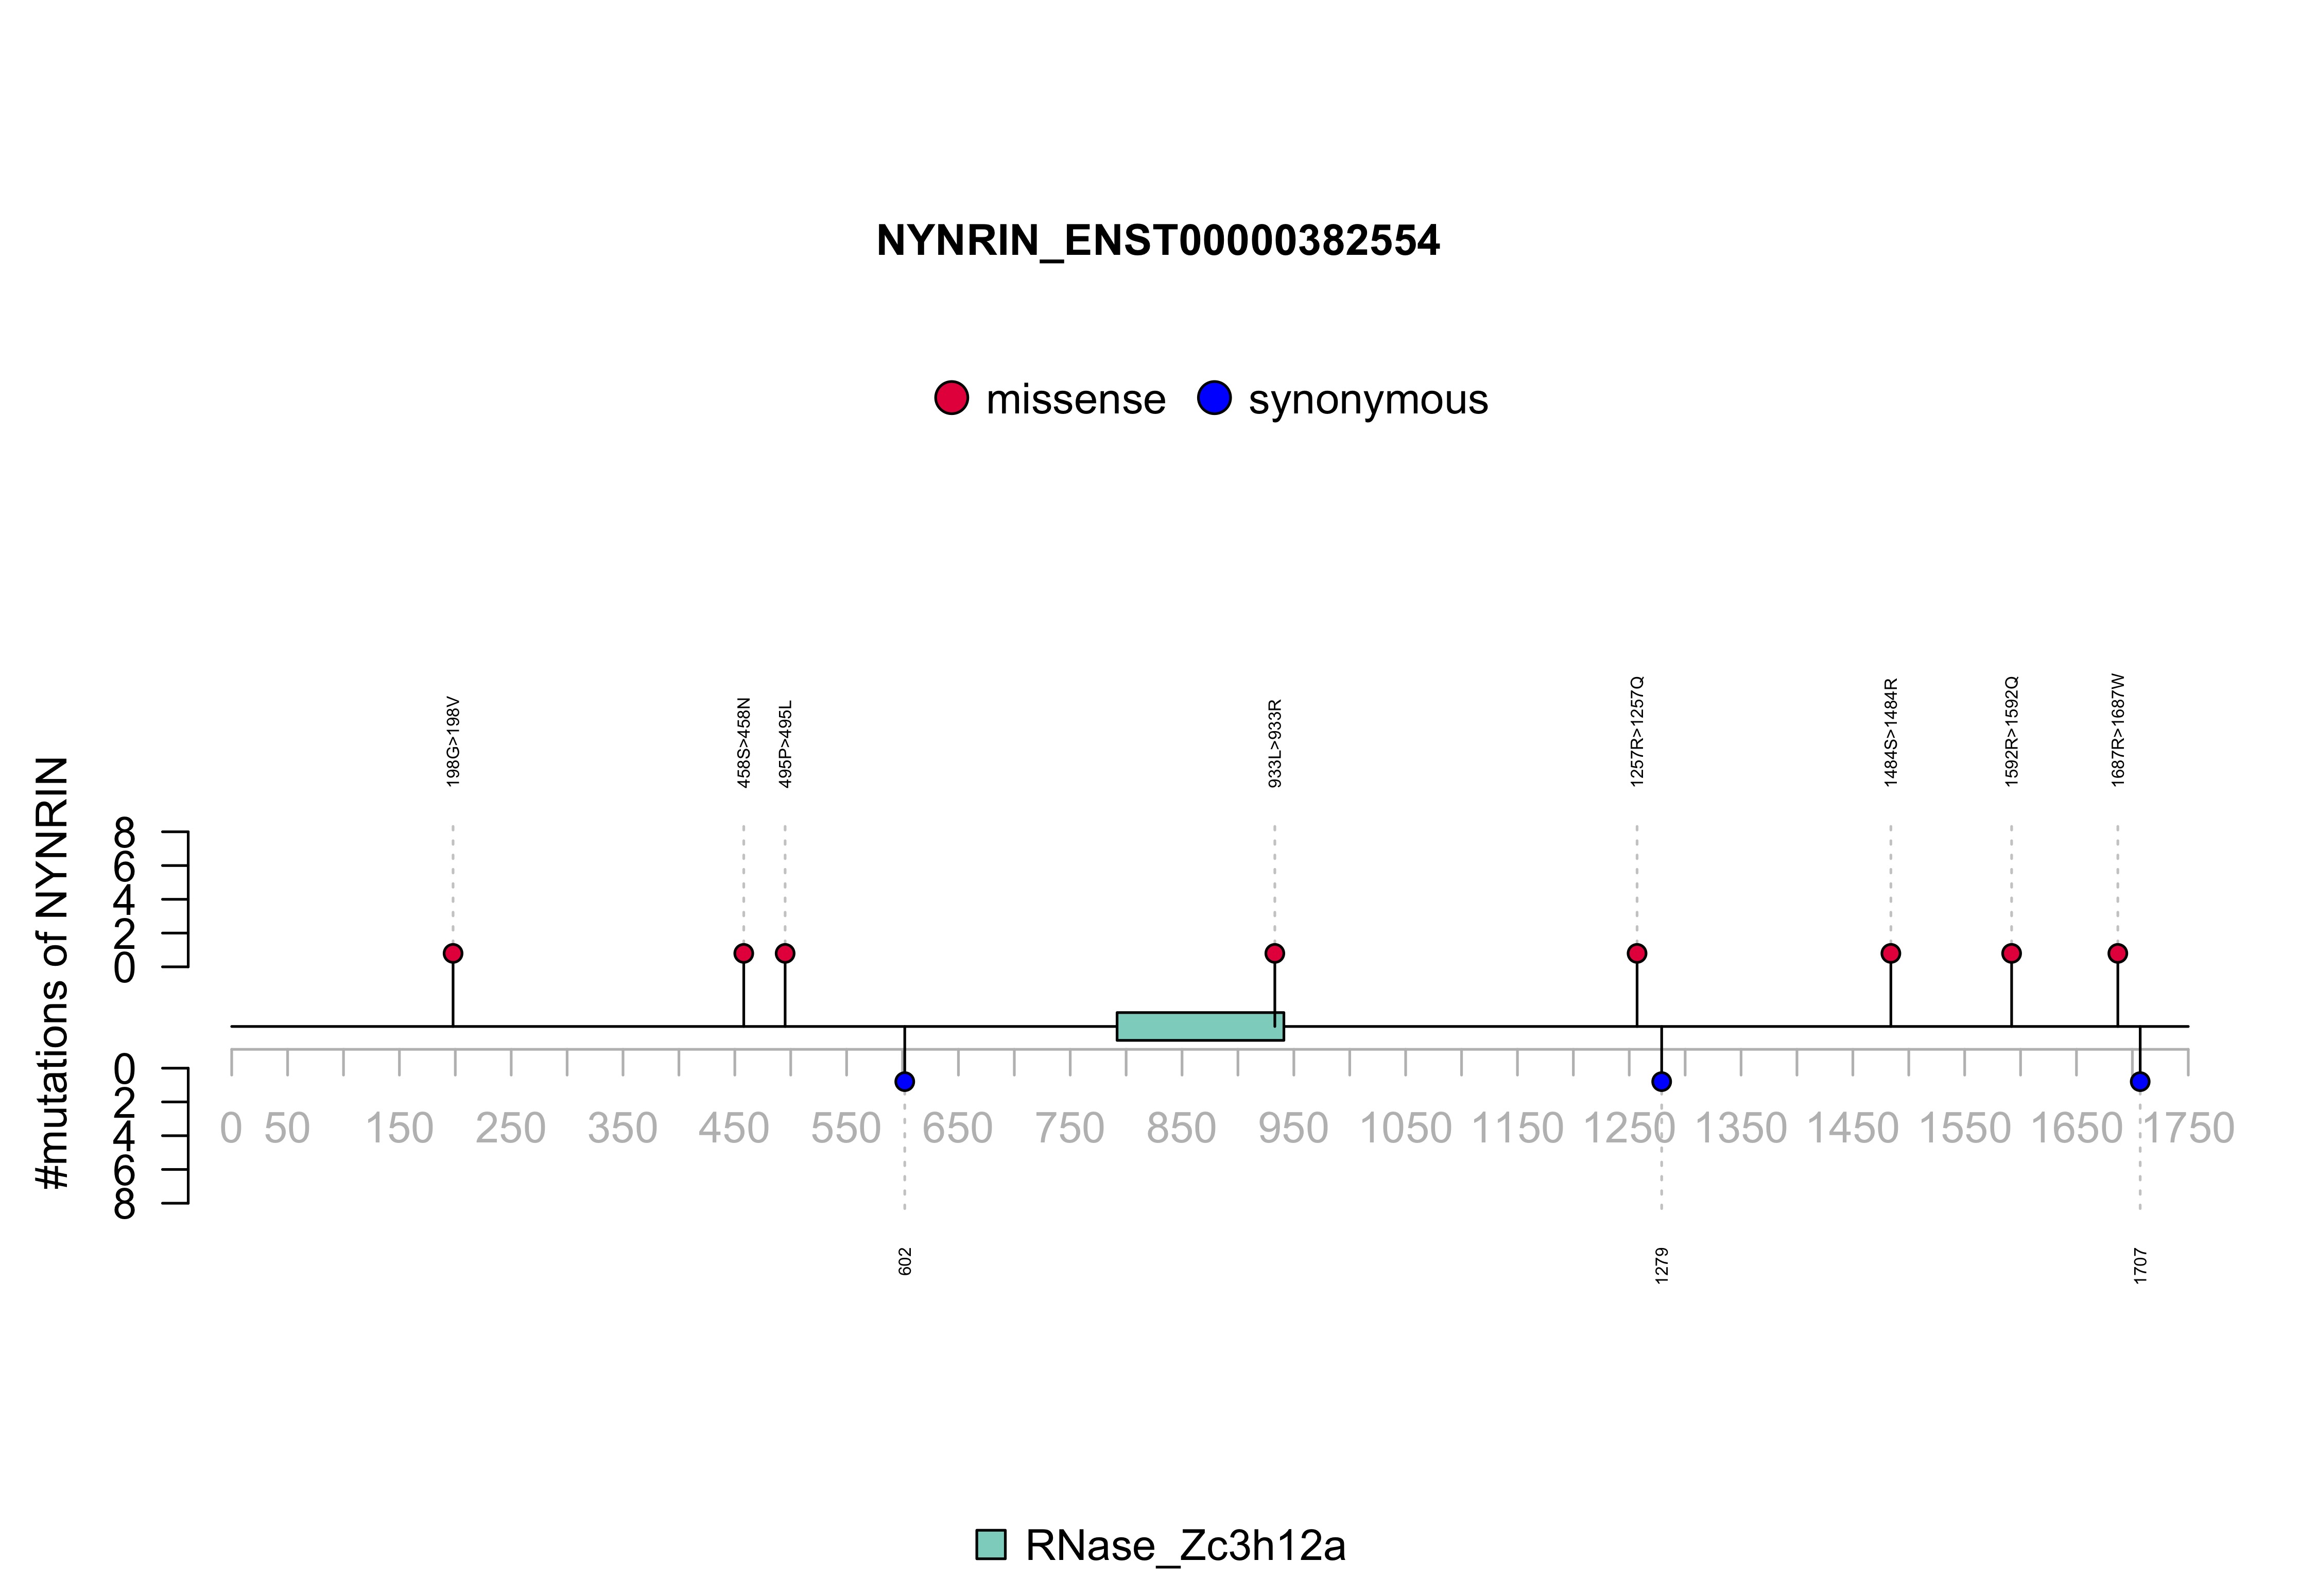 NYNRIN_ENST00000382554
missense synonymous
198G>198V 458S>458N 495P>495L 933L>933R 1257R>1257Q 1484S>1484R 1592R>1592Q 1687R>1687W
#mutations of NYNRIN
8
6
4
2
0
0
2
4
6
8
0 50 150 250 350 450 550 650 750 850 950 1050 1150 1250 1350 1450 1550 1650 1750
602 1279 1707
RNase_Zc3h12a